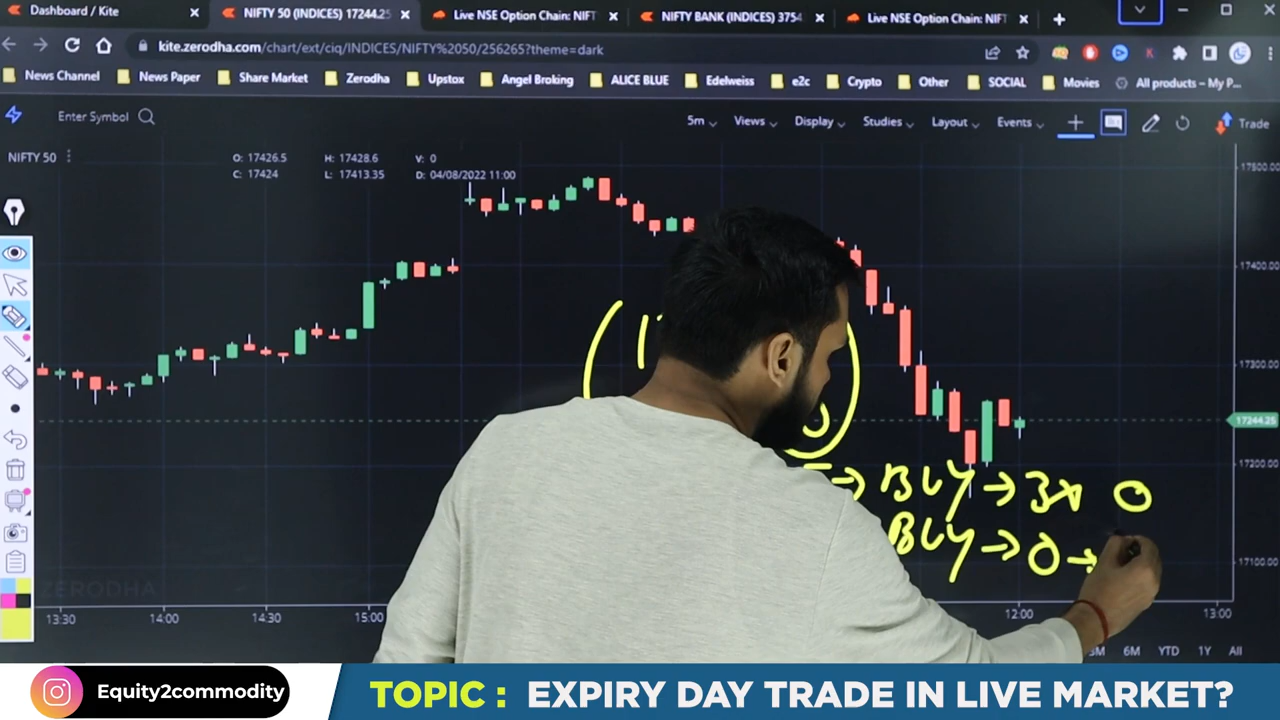 Dashboard / Kite
NIFTY 50 (INDICES) 17244.25
Live NSE Option Chain: NIFT
NIFTY BANK (INDICES) 3754
Live NSE Option Chain: NIFT
kite.zerodha.com/chart/ext/ciq/INDICES/NIFTY%2050/256265?theme=dark
News Channel
News Paper
Share Market
Zerodha
Upstox
Angel Broking
ALICE BLUE
Edelweiss
e2c
Crypto
Other
SOCIAL
Movies
All products – My P...
Enter Symbol
5m
Views
Display
Studies
Layout
Events
Trade
NIFTY 50
O: 17426.5 H: 17428.6 V: 0
C: 17424 L: 17413.35 D: 04/08/2022 11:00
17500.00
17400.00
17300.00
17244.25
17200.00
17100.00
→ BUY → 3x 0
BUY → 0 →
ZERODHA
13:30 14:00 14:30 15:00 12:00 13:00
6M YTD 1Y All
Equity2commodity
TOPIC : EXPIRY DAY TRADE IN LIVE MARKET?